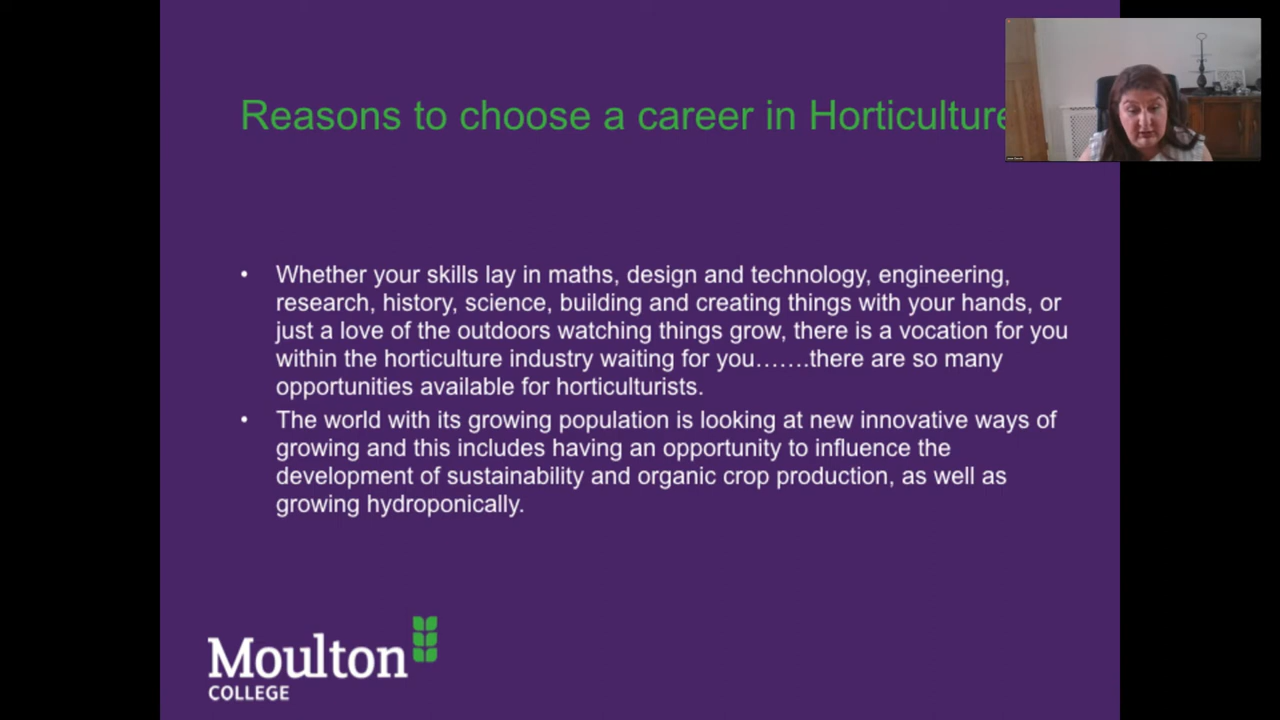 Reasons to choose a career in Horticulture
• Whether your skills lay in maths, design and technology, engineering,
research, history, science, building and creating things with your hands, or
just a love of the outdoors watching things grow, there is a vocation for you
within the horticulture industry waiting for you…….there are so many
opportunities available for horticulturists.
• The world with its growing population is looking at new innovative ways of
growing and this includes having an opportunity to influence the
development of sustainability and organic crop production, as well as
growing hydroponically.
Moulton
COLLEGE